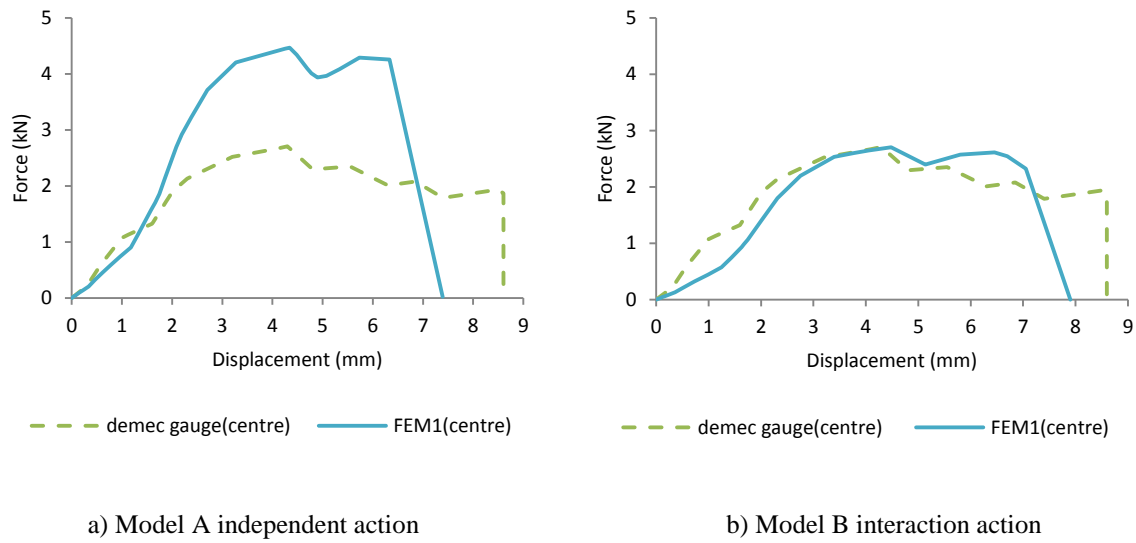 5
4
3
2
1
0
Force (kN)
0 1 2 3 4 5 6 7 8 9
Displacement (mm)
demec gauge(centre) FEM1(centre)
a) Model A independent action
5
4
3
2
1
0
Force (kN)
0 1 2 3 4 5 6 7 8 9
Displacement (mm)
demec gauge(centre) FEM1(centre)
b) Model B interaction action